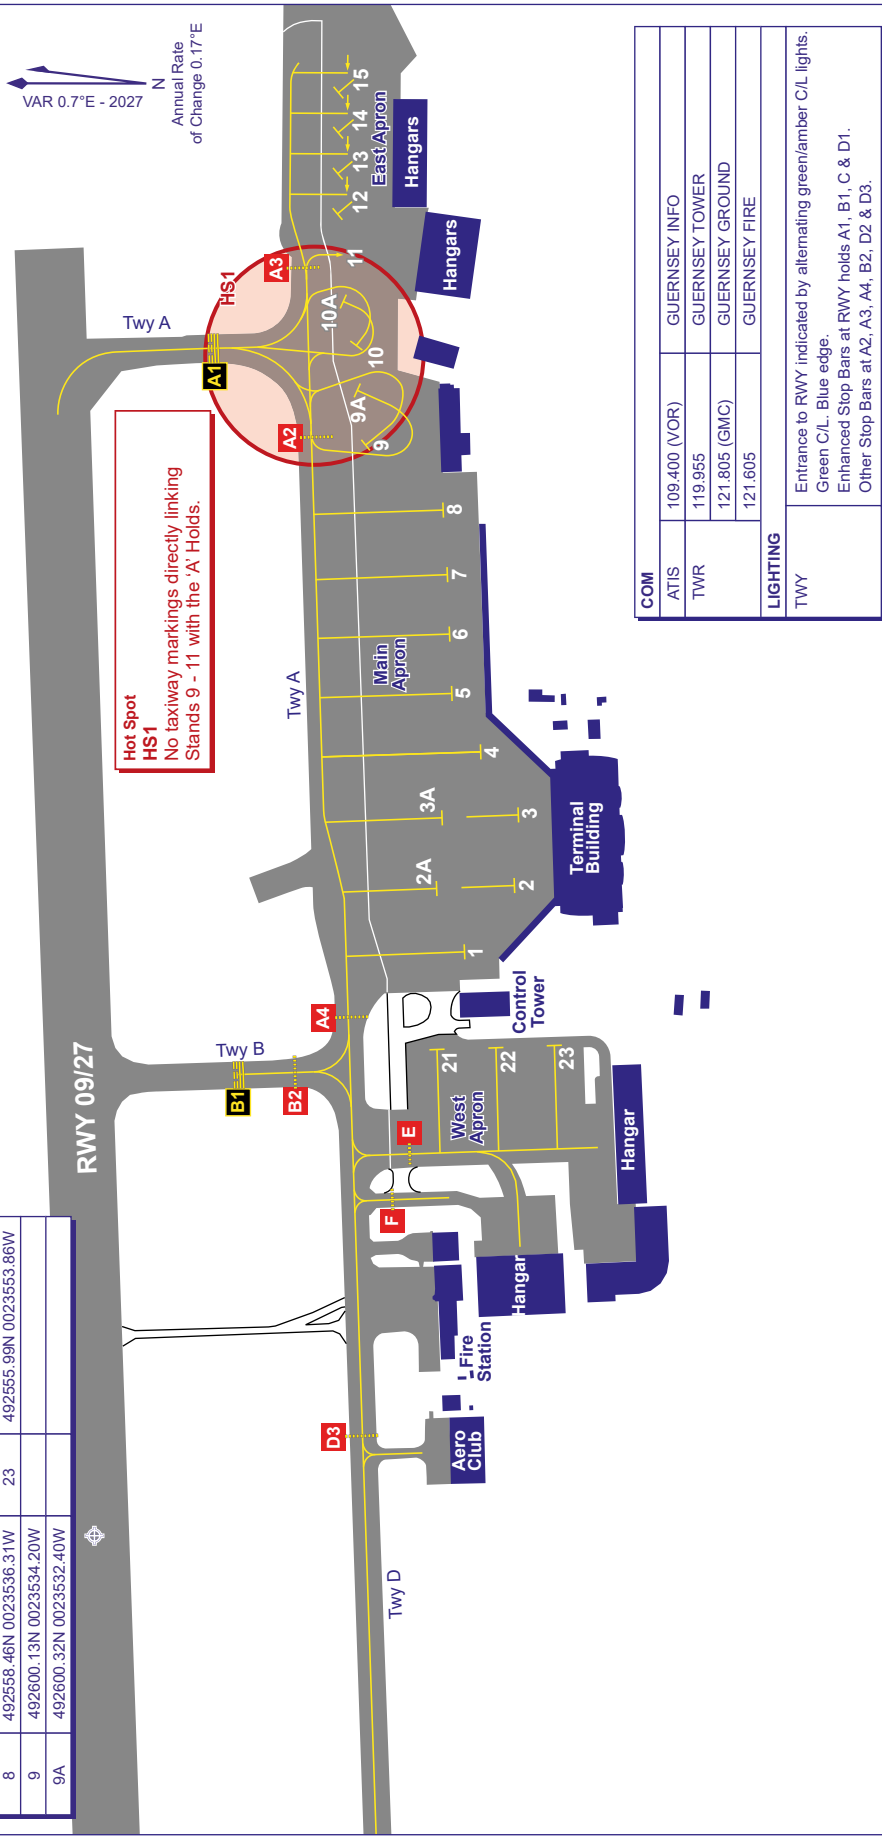 8 492558.46N 0023536.31W 23 492555.99N 0023553.86W
9 492600.13N 0023534.20W
9A 492600.32N 0023532.40W
RWY 09/27
VAR 0.7°E - 2027
N
Annual Rate
of Change 0.17°E
Hot Spot
HS1
No taxiway markings directly linking
Stands 9 - 11 with the 'A' Holds.
Twy B
Twy A
B1
A1
HS1
B2
A4
Twy A
A2
A3
D3
F
E
Twy D
Aero
Club
Fire
Station
Hangar
Hangar
West
Apron
21
22
23
Control
Tower
1
2A
2
3A
3
4
Main
Apron
5
6
7
8
9
9A
10
10A
11
12
13
14
15
East Apron
Hangars
Hangars
Terminal
Building
COM
ATIS 109.400 (VOR) GUERNSEY INFO
TWR 119.955 GUERNSEY TOWER
121.805 (GMC) GUERNSEY GROUND
121.605 GUERNSEY FIRE
LIGHTING
TWY Entrance to RWY indicated by alternating green/amber C/L lights.
Green C/L. Blue edge.
Enhanced Stop Bars at RWY holds A1, B1, C & D1.
Other Stop Bars at A2, A3, A4, B2, D2 & D3.